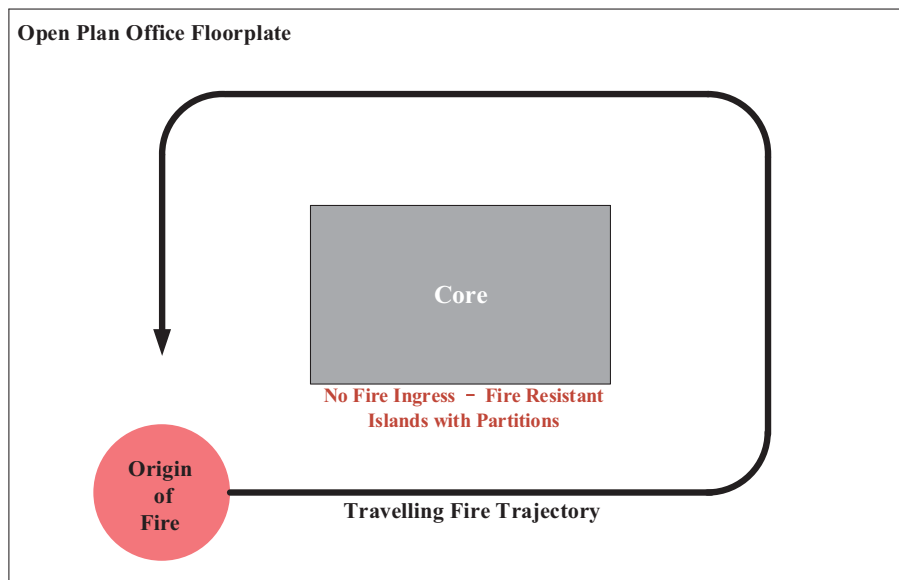 Open Plan Office Floorplate
Core
No Fire Ingress – Fire Resistant
Islands with Partitions
Origin
of
Fire
Travelling Fire Trajectory